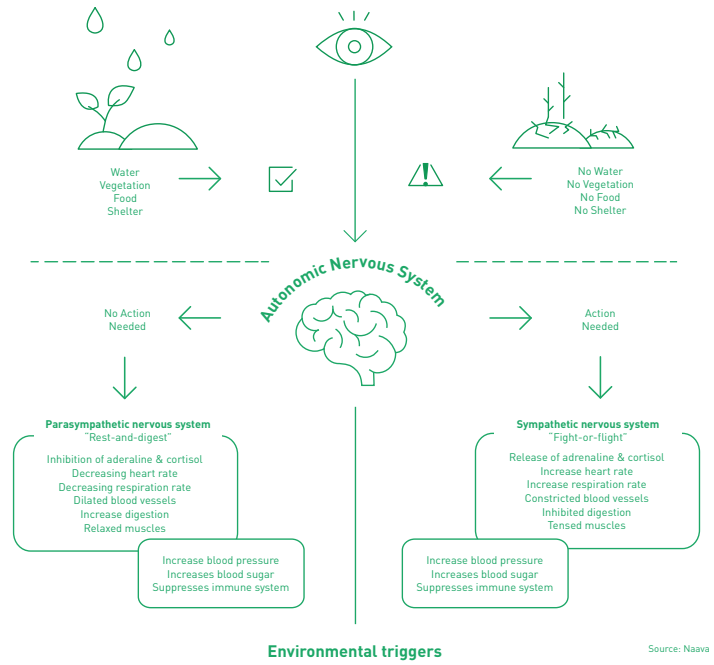 Water
Vegetation
Food
Shelter
No Water
No Vegetation
No Food
No Shelter
Autonomic Nervous System
No Action
Needed
Action
Needed
Parasympathetic nervous system
"Rest-and-digest"
Inhibition of aderaline & cortisol
Decreasing heart rate
Decreasing respiration rate
Dilated blood vessels
Increase digestion
Relaxed muscles
Increase blood pressure
Increases blood sugar
Suppresses immune system
Sympathetic nervous system
"Fight-or-flight"
Release of adrenaline & cortisol
Increase heart rate
Increase respiration rate
Constricted blood vessels
Inhibited digestion
Tensed muscles
Increase blood pressure
Increases blood sugar
Suppresses immune system
Environmental triggers
Source: Naava